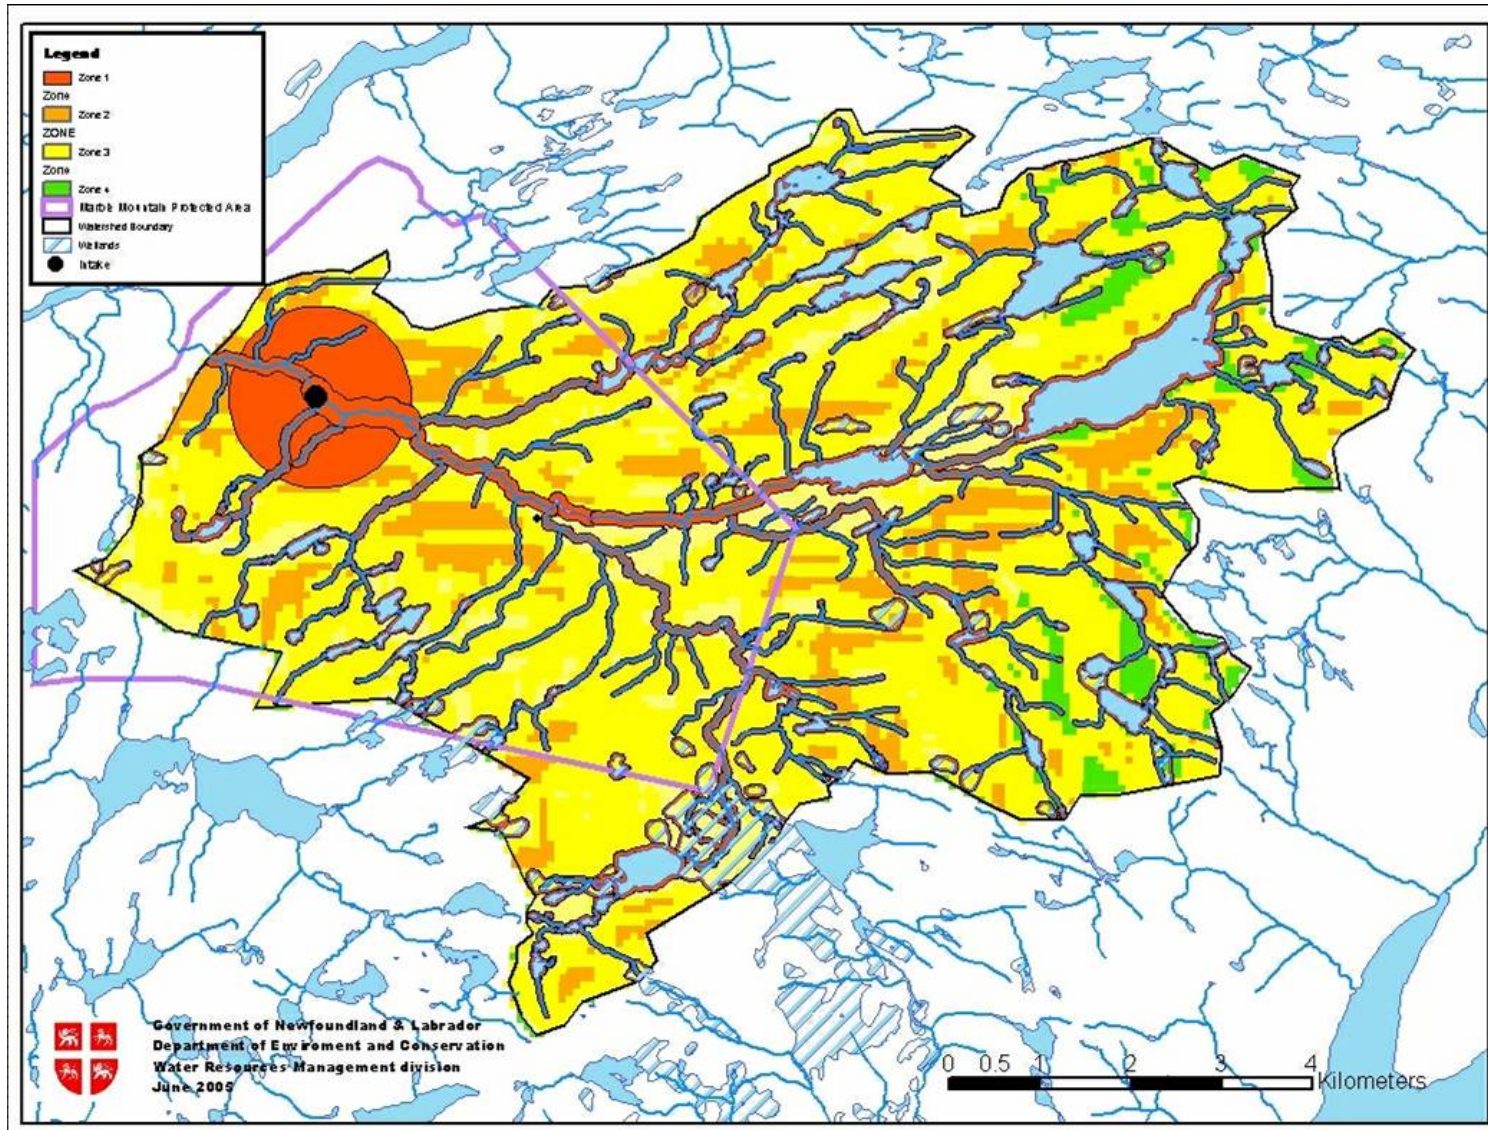 Legend
Zone 1
Zone
Zone 2
ZONE
Zone 3
Zone
Zone 4
Marble Mountain Protected Area
Watershed Boundary
Wetlands
Intake
Government of Newfoundland & Labrador
Department of Enviroment and Conservation
Water Resources Management division
June 2005
0 0.5 1 2 3 4
Kilometers